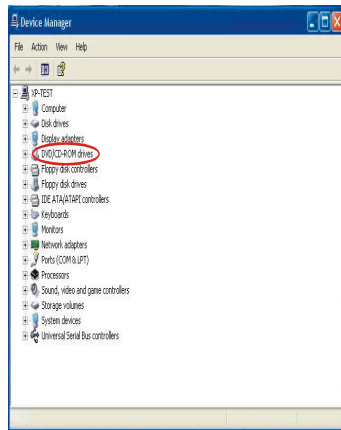 Device Manager
File Action View Help
XP-TEST
Computer
Disk drives
Display adapters
DVD/CD-ROM drives
Floppy disk controllers
Floppy disk drives
IDE ATA/ATAPI controllers
Keyboards
Monitors
Network adapters
Ports (COM & LPT)
Processors
Sound, video and game controllers
Storage volumes
System devices
Universal Serial Bus controllers